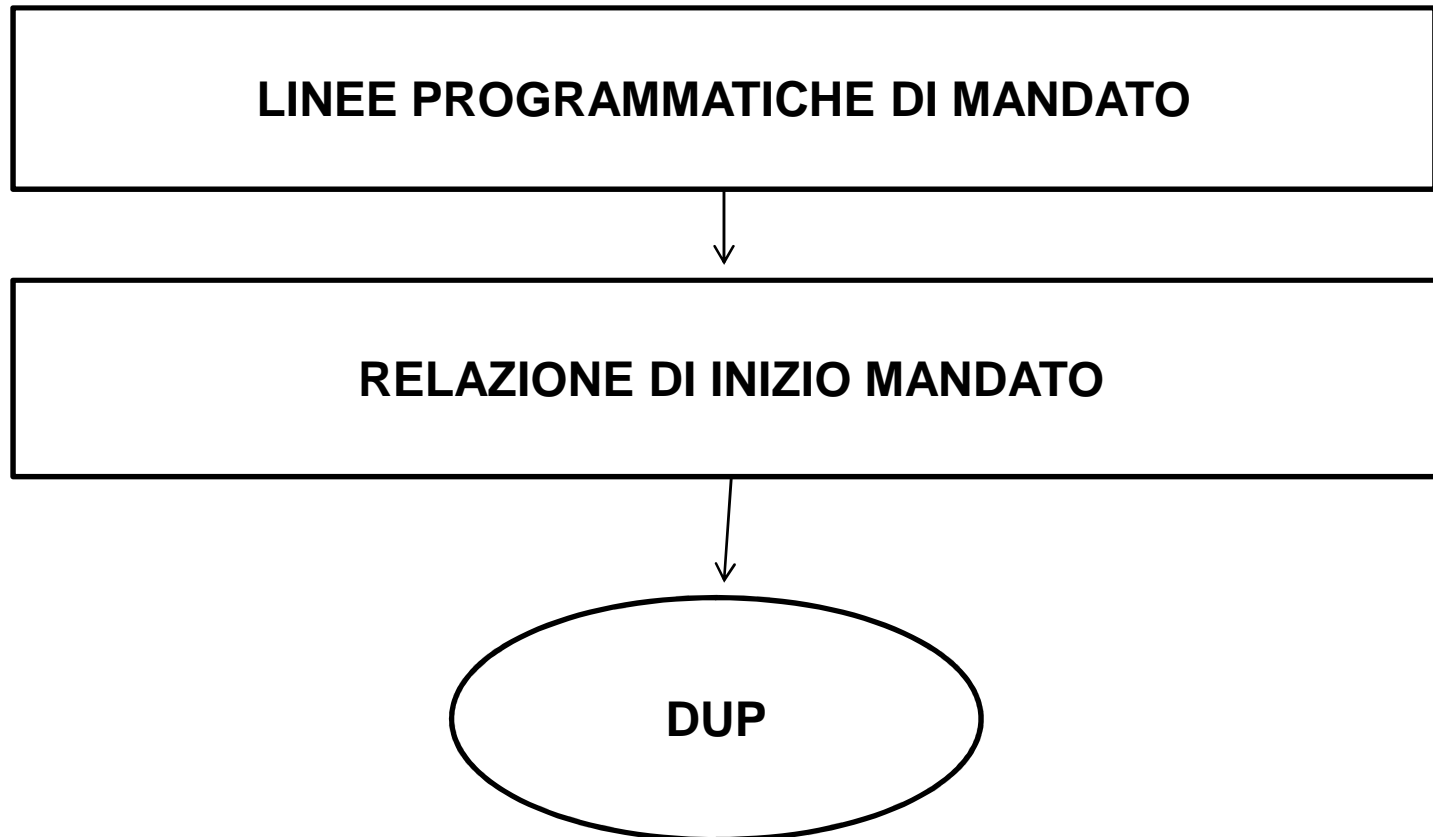 LINEE PROGRAMMATICHE DI MANDATO
RELAZIONE DI INIZIO MANDATO
DUP